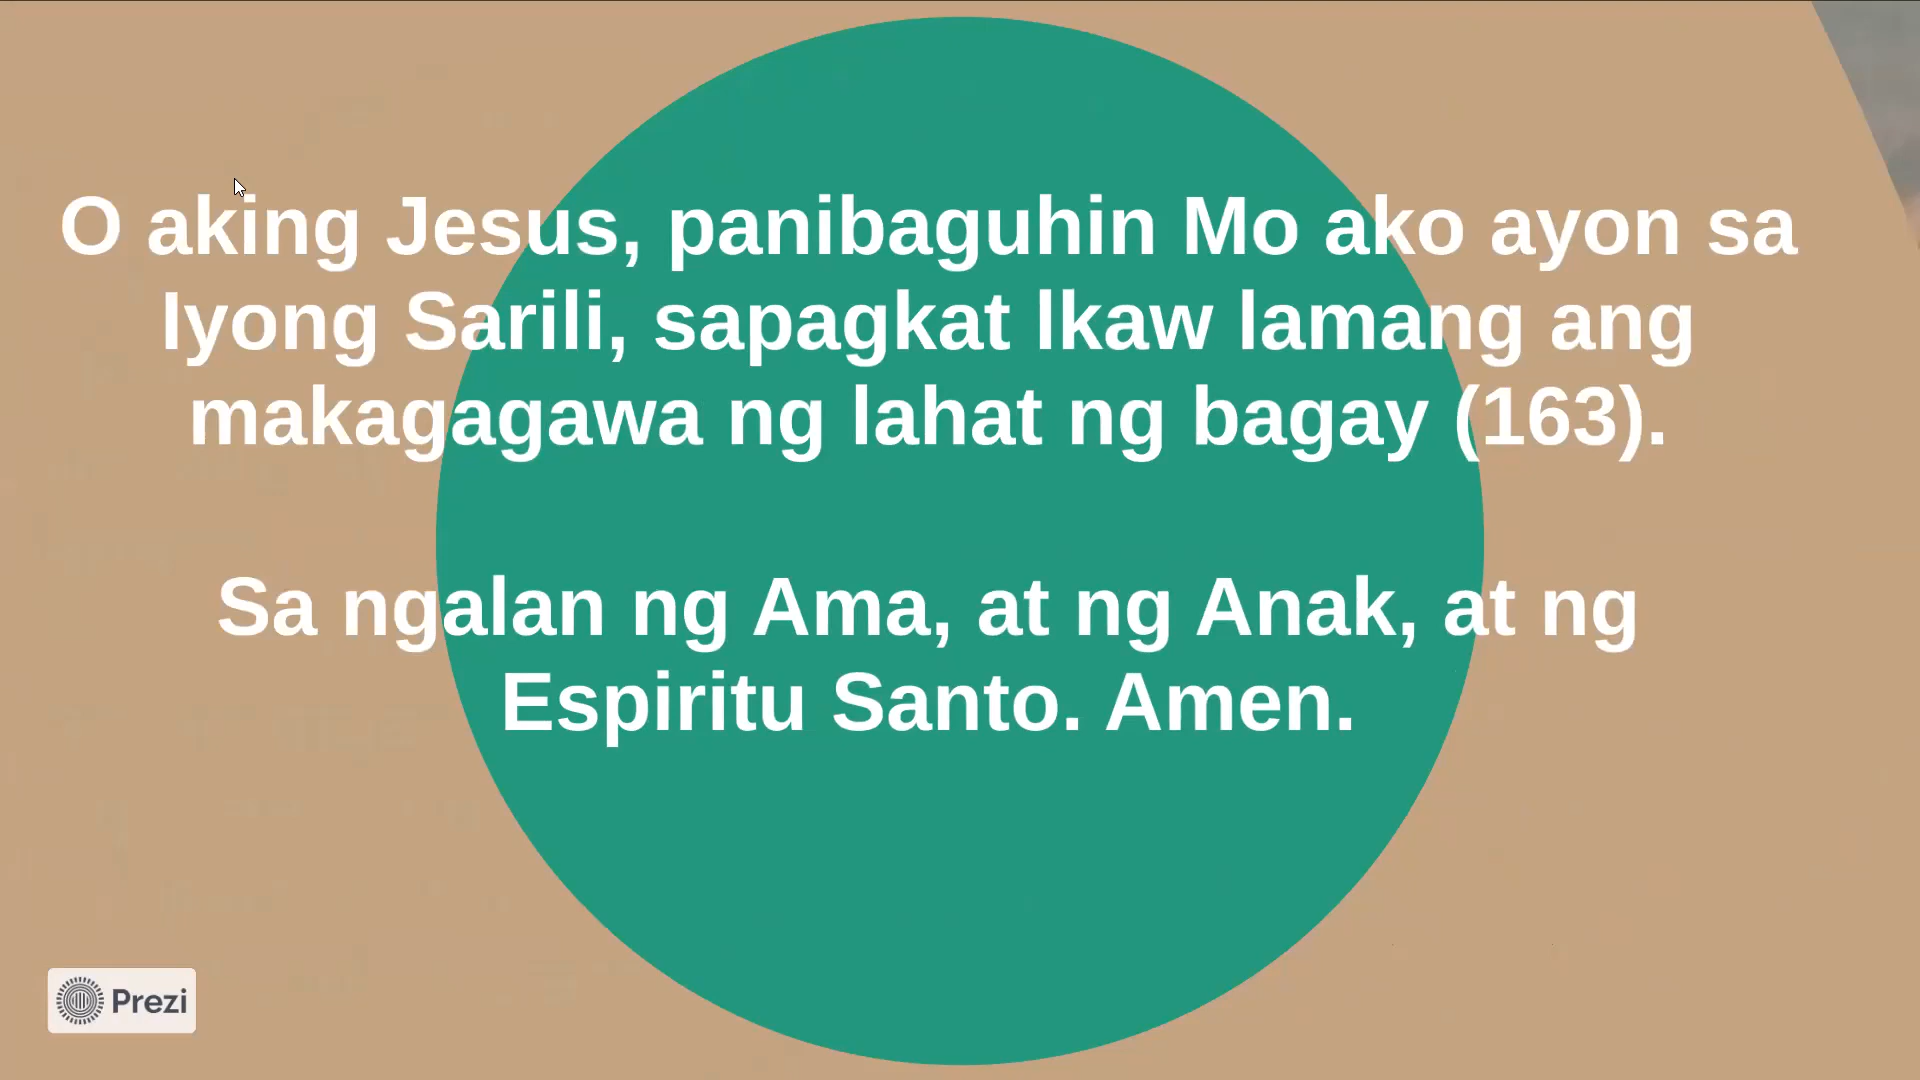 O aking Jesus, panibaguhin Mo ako ayon sa
Iyong Sarili, sapagkat Ikaw lamang ang
makagagawa ng lahat ng bagay (163).
Sa ngalan ng Ama, at ng Anak, at ng
Espiritu Santo. Amen.
Prezi